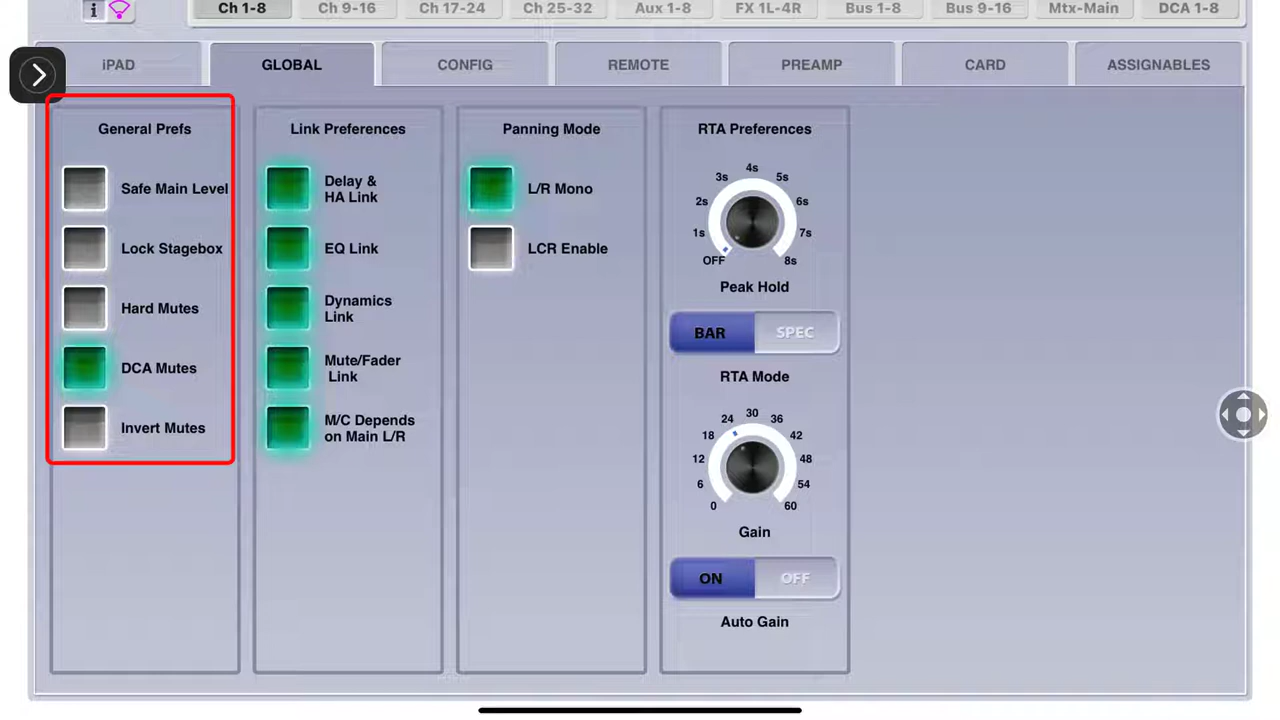 i
Ch 1-8
Ch 9-16
Ch 17-24
Ch 25-32
Aux 1-8
FX 1L-4R
Bus 1-8
Bus 9-16
Mtx-Main
DCA 1-8
iPAD
GLOBAL
CONFIG
REMOTE
PREAMP
CARD
ASSIGNABLES
General Prefs
Safe Main Level
Lock Stagebox
Hard Mutes
DCA Mutes
Invert Mutes
Link Preferences
Delay &
HA Link
EQ Link
Dynamics
Link
Mute/Fader
Link
M/C Depends
on Main L/R
Panning Mode
L/R Mono
LCR Enable
RTA Preferences
4s
3s
5s
2s
6s
1s
7s
OFF
8s
Peak Hold
BAR
SPEC
RTA Mode
30
24
36
18
42
12
48
6
54
0
60
Gain
ON
OFF
Auto Gain